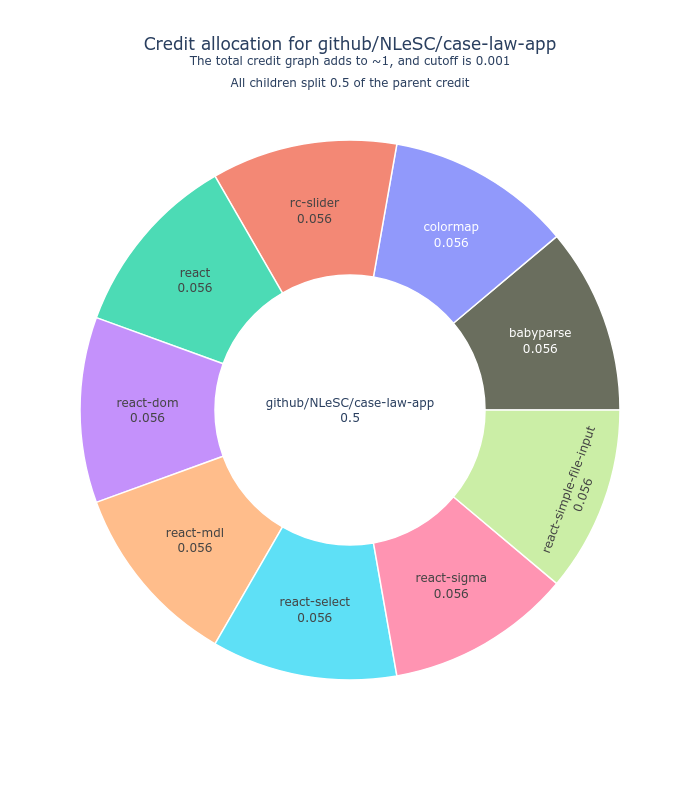 Credit allocation for github/NLeSC/case-law-app
The total credit graph adds to ~1, and cutoff is 0.001
All children split 0.5 of the parent credit
rc-slider
0.056
colormap
0.056
react
0.056
babyparse
0.056
react-dom
0.056
github/NLeSC/case-law-app
0.5
react-simple-file-input
0.056
react-mdl
0.056
react-sigma
0.056
react-select
0.056